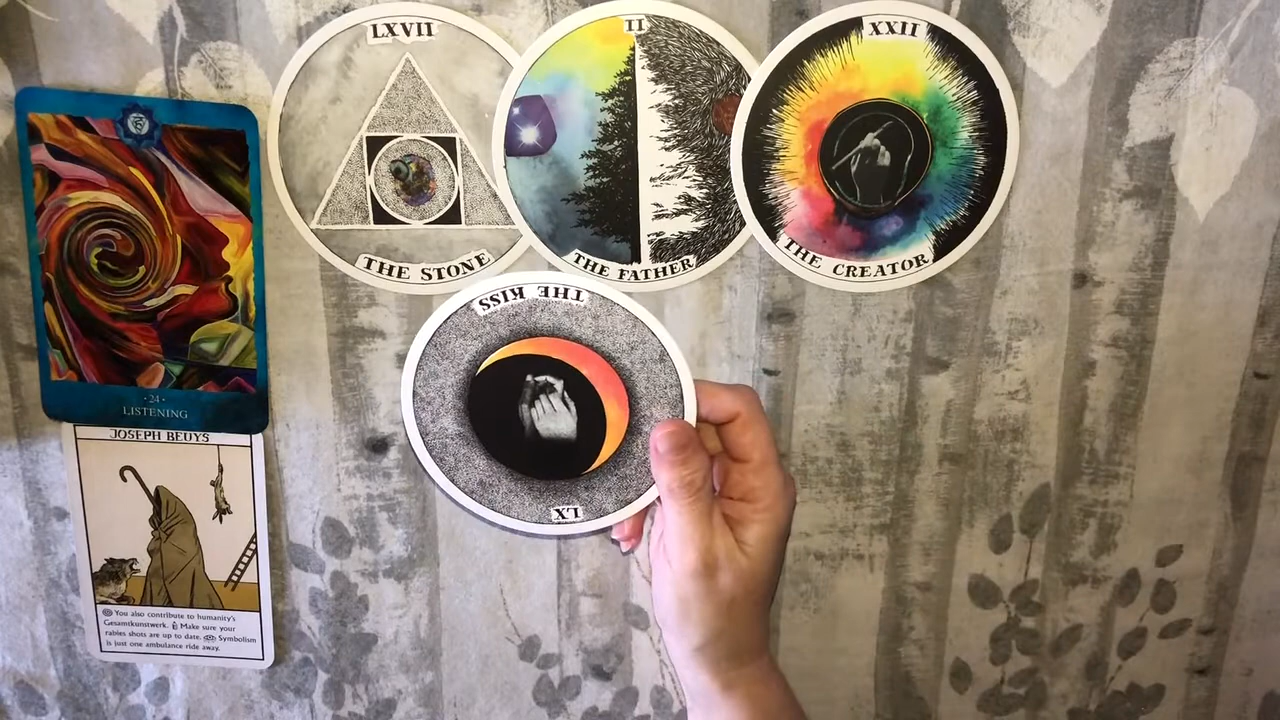 LXVII
THE STONE
II
THE FATHER
XXII
THE CREATOR
THE KISS
LX
·24·
LISTENING
JOSEPH BEUYS
You also contribute to humanity's
Gesamtkunstwerk. Make sure your
rabies shots are up to date. Symbolism
is just one ambulance ride away.